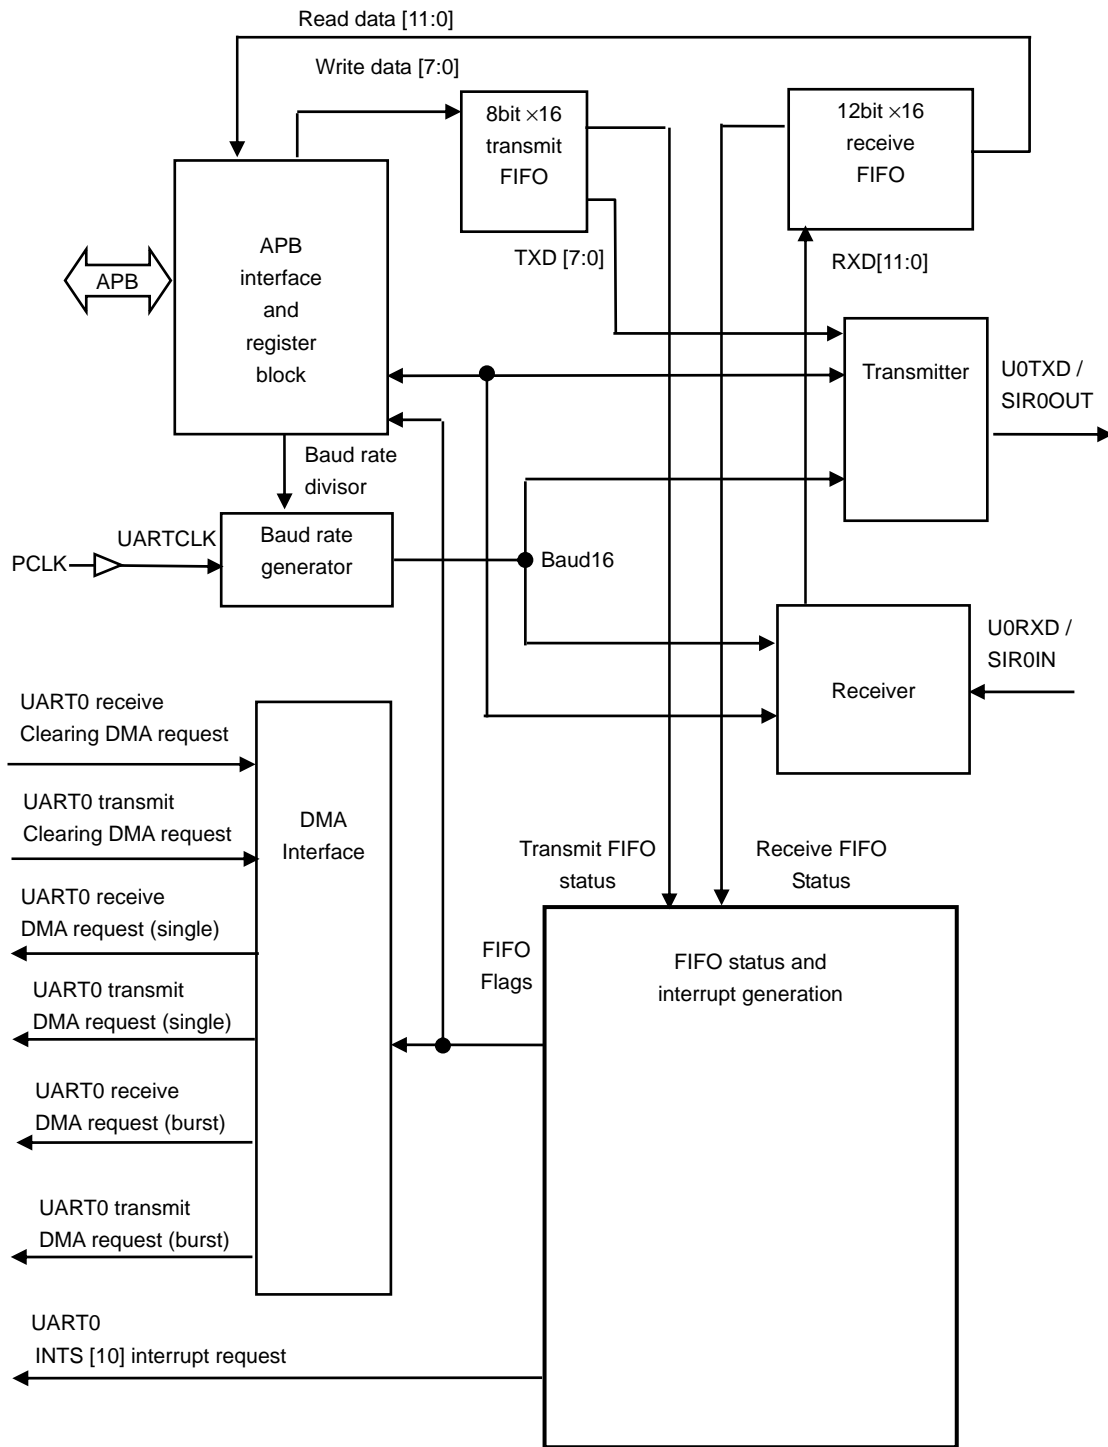 Read data [11:0]
Write data [7:0]
8bit ×16
transmit
FIFO
12bit ×16
receive
FIFO
TXD [7:0]
RXD[11:0]
APB
APB
interface
and
register
block
Transmitter
U0TXD /
SIR0OUT
Baud rate
divisor
UARTCLK
PCLK
Baud rate
generator
Baud16
U0RXD /
SIR0IN
Receiver
UART0 receive
Clearing DMA request
UART0 transmit
Clearing DMA request
DMA
Interface
UART0 receive
DMA request (single)
UART0 transmit
DMA request (single)
UART0 receive
DMA request (burst)
UART0 transmit
DMA request (burst)
Transmit FIFO
status
Receive FIFO
Status
FIFO
Flags
FIFO status and
interrupt generation
UART0
INTS [10] interrupt request